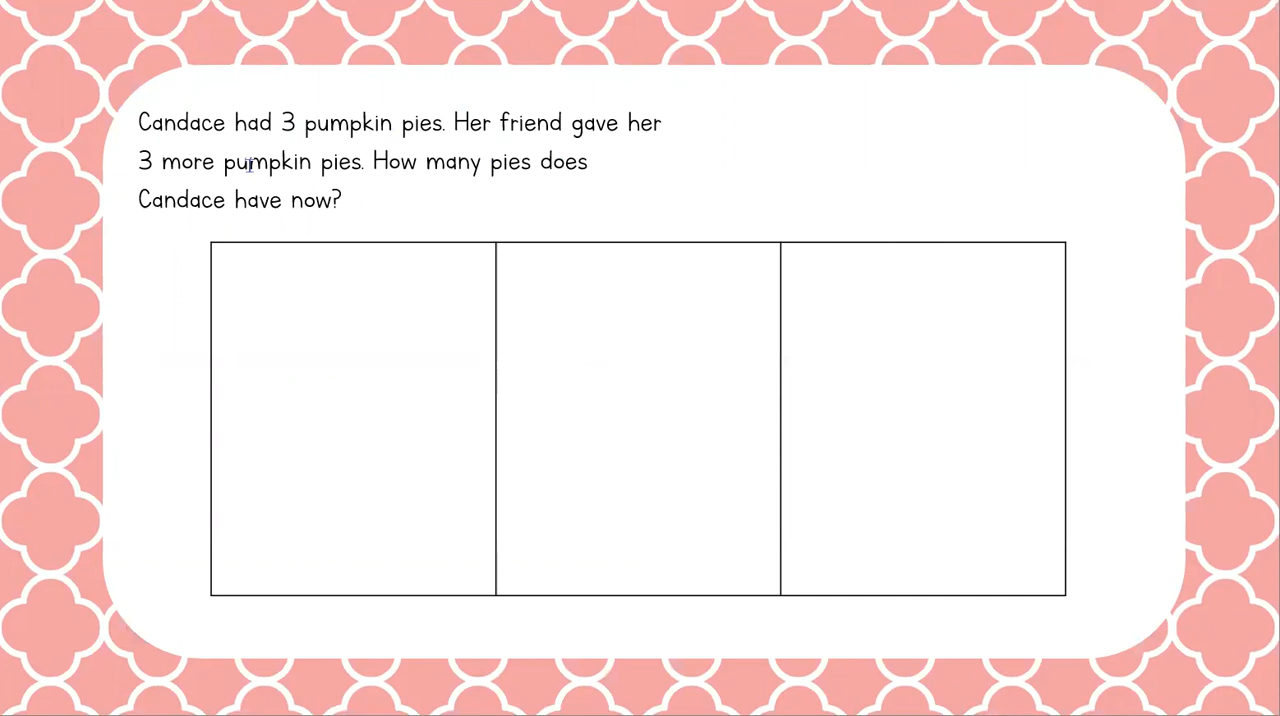 Candace had 3 pumpkin pies. Her friend gave her
3 more pumpkin pies. How many pies does
Candace have now?